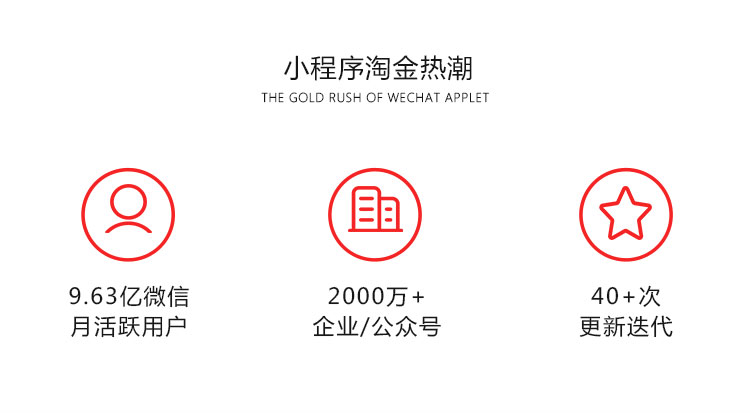 小程序淘金热潮
THE GOLD RUSH OF WECHAT APPLET
9.63亿微信
月活跃用户
2000万+
企业/公众号
40+次
更新迭代